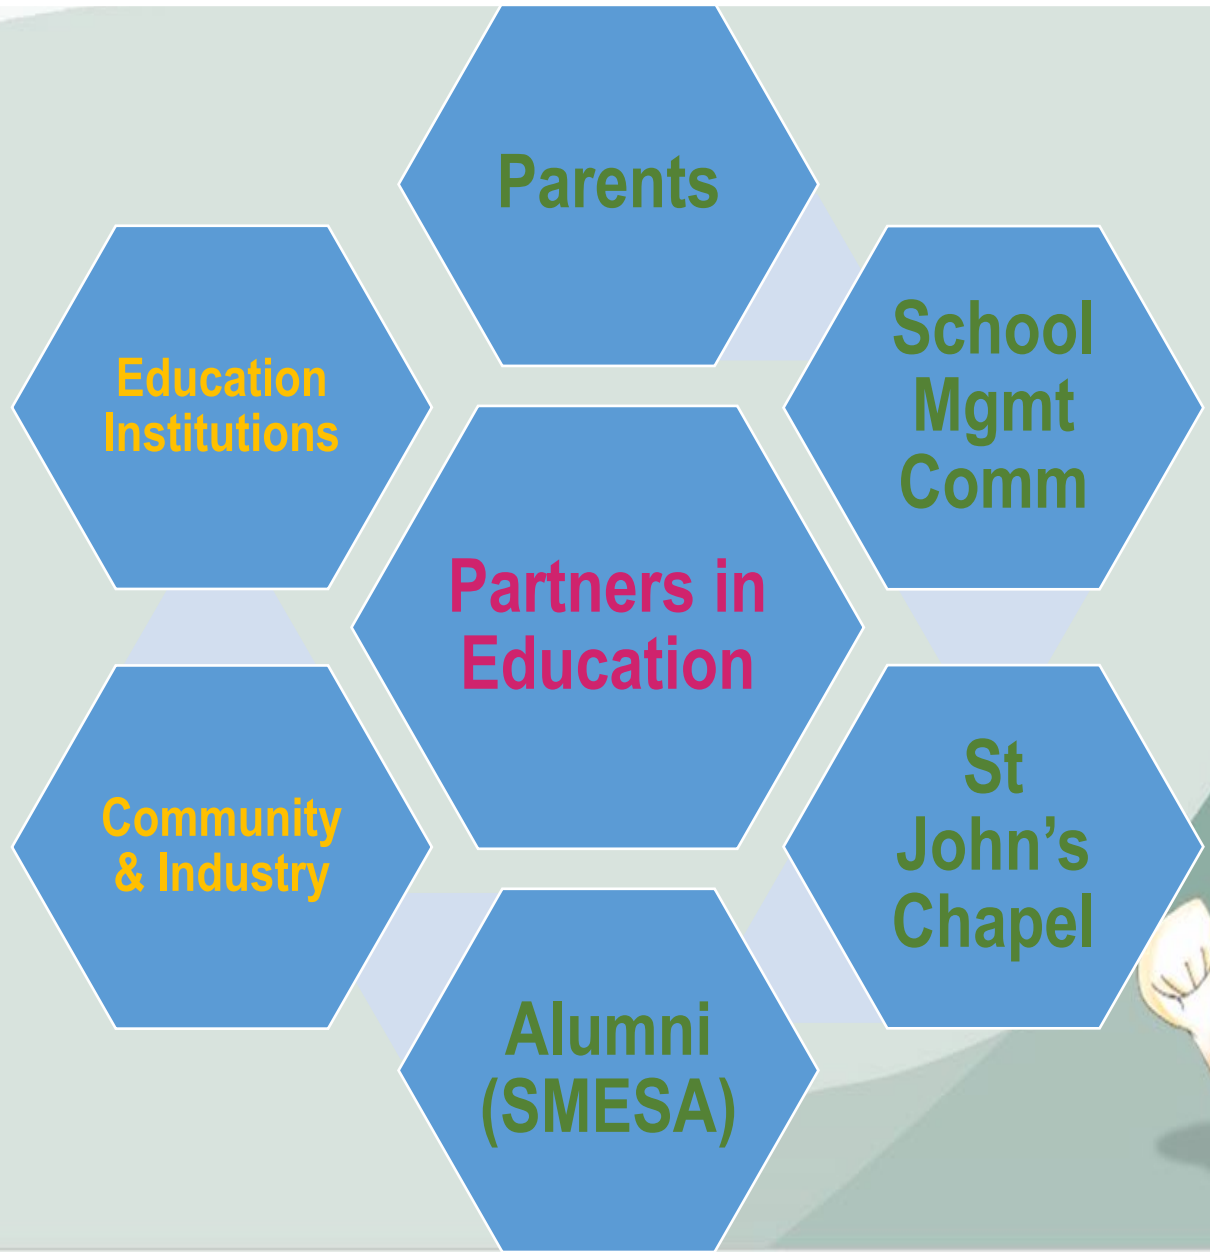 Parents
School
Mgmt
Comm
Education
Institutions
Partners in
Education
St
John’s
Chapel
Community
& Industry
Alumni
(SMESA)